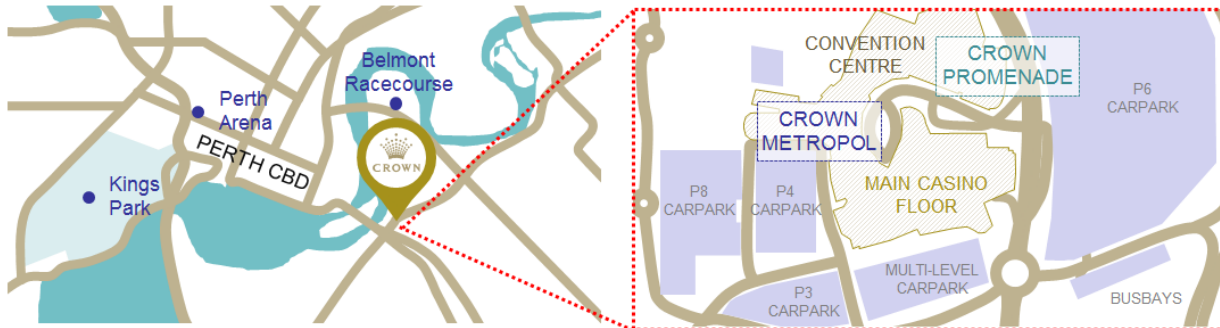 Belmont
Racecourse
Perth
Arena
PERTH CBD
CROWN
Kings
Park
CONVENTION
CENTRE
CROWN
PROMENADE
P6
CARPARK
CROWN
METROPOL
P8
CARPARK
P4
CARPARK
MAIN CASINO
FLOOR
MULTI-LEVEL
CARPARK
P3
CARPARK
BUSBAYS